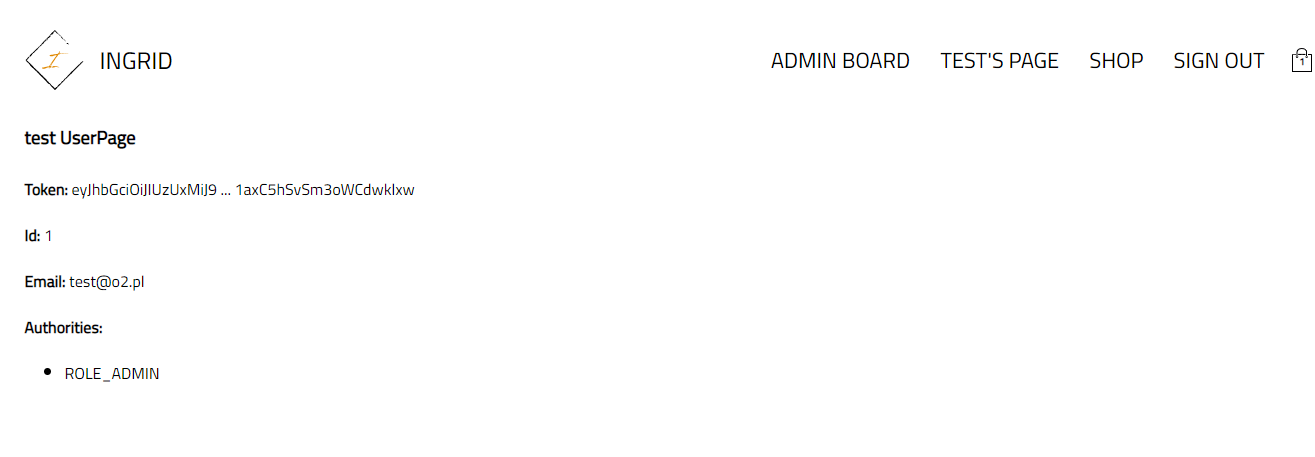 I
INGRID
ADMIN BOARD TEST'S PAGE SHOP SIGN OUT 1
test UserPage
Token: eyJhbGciOiJIUzUxMiJ9 ... 1axC5hSvSm3oWCdwkIxw
Id: 1
Email: test@o2.pl
Authorities:
• ROLE_ADMIN